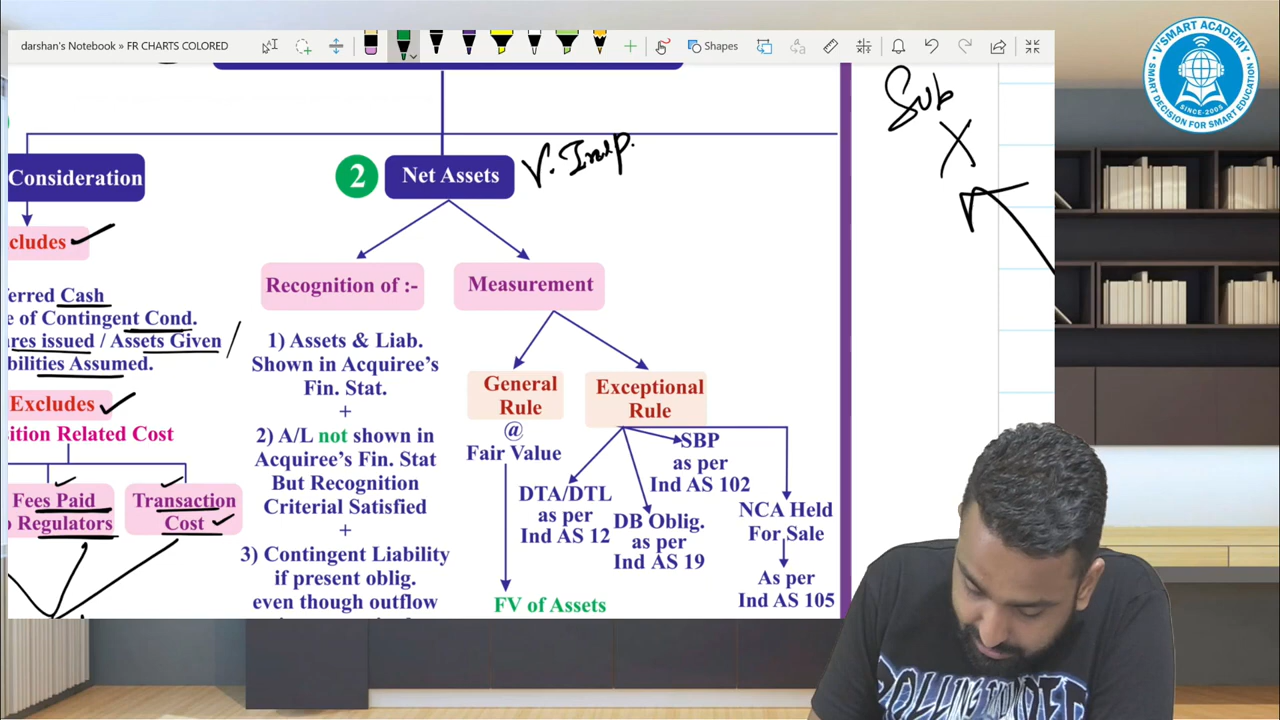 darshan's Notebook » FR CHARTS COLORED
Shapes
V'SMART ACADEMY
SMART DECISION FOR SMART EDUCATION
SINCE-2005
Sub
X
Consideration
2
Net Assets
V. Imp.
cludes
Recognition of :-
Measurement
ferred Cash
e of Contingent Cond.
ares issued / Assets Given /
bilities Assumed.
Excludes
sition Related Cost
Fees Paid
o Regulators
Transaction
Cost
1) Assets & Liab.
Shown in Acquiree's
Fin. Stat.
+
2) A/L not shown in
Acquiree's Fin. Stat
But Recognition
Criterial Satisfied
+
3) Contingent Liability
if present oblig.
even though outflow
General
Rule
@
Fair Value
FV of Assets
Exceptional
Rule
DTA/DTL
as per
Ind AS 12
DB Oblig.
as per
Ind AS 19
SBP
as per
Ind AS 102
NCA Held
For Sale
As per
Ind AS 105
ROLLING